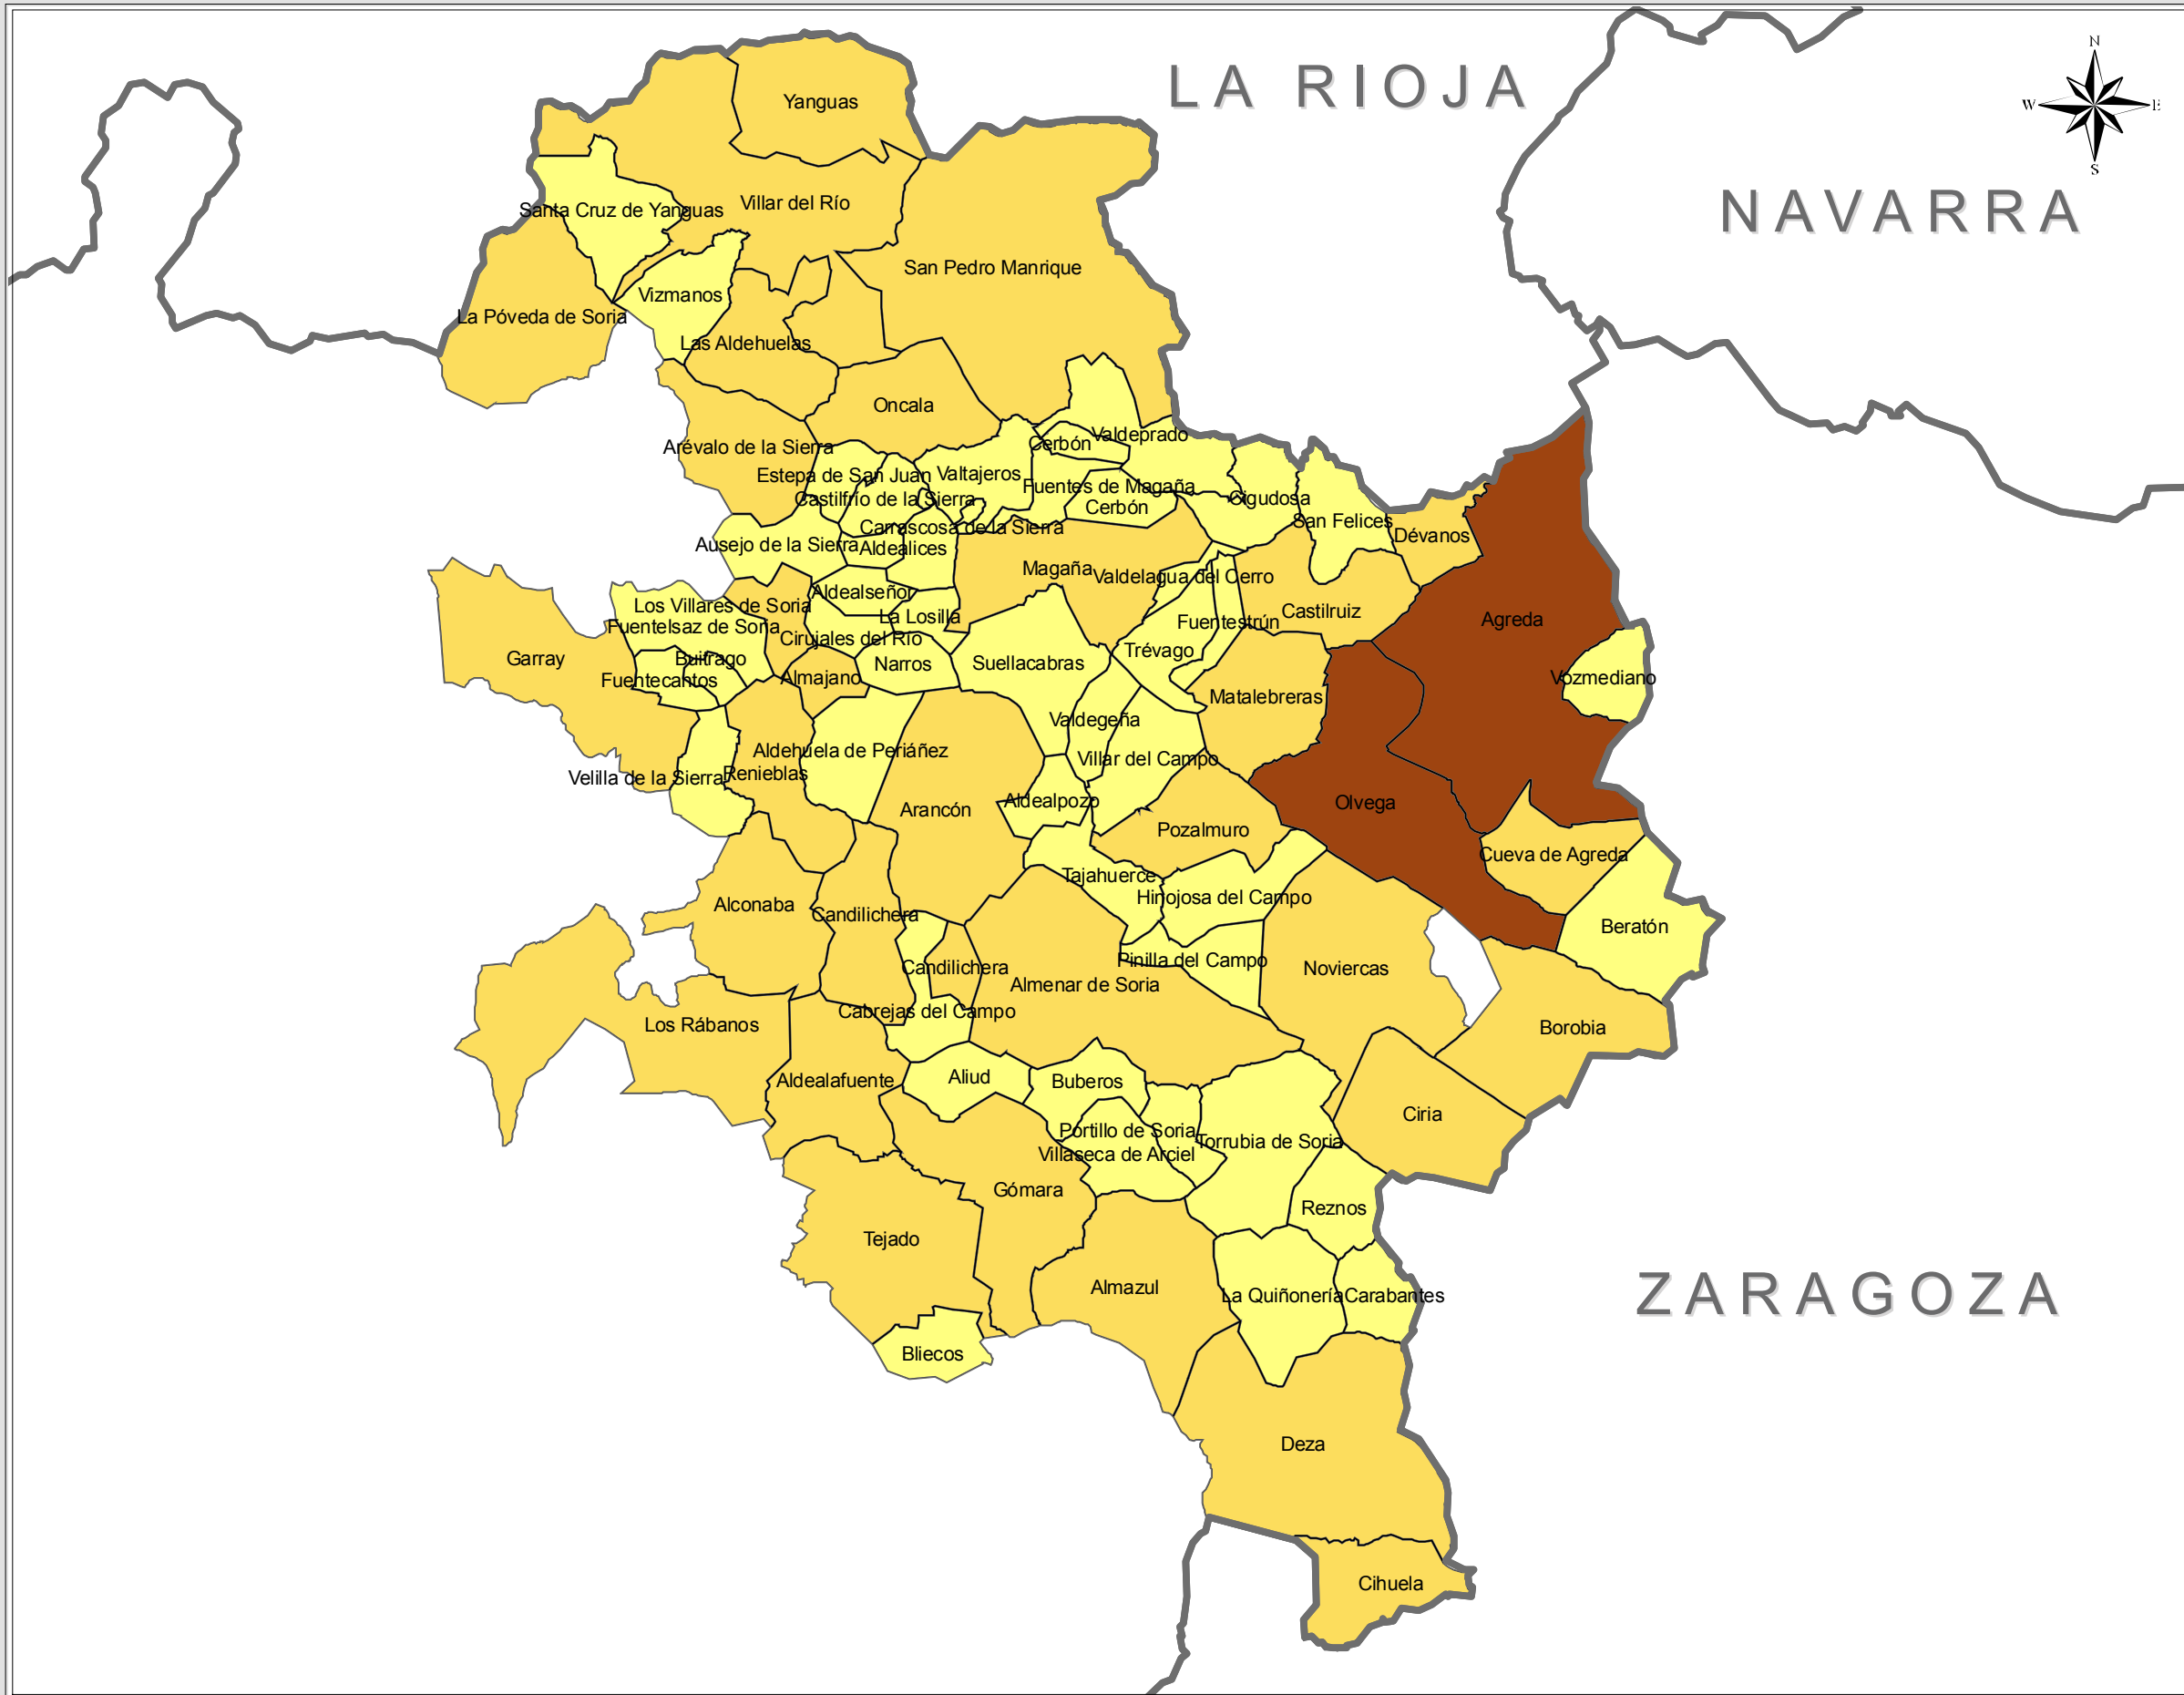 N
LA RIOJA
W
E
Yanguas
S
Villar del Río
Santa Cruz de Yanguas
NAVARRA
San Pedro Manrique
Vizmanos
La Póveda de Soria
Las Aldehuelas
Oncala
Valdeprado
Cerbón
Arévalo de la Sierra
Estepa de San Juan
Valtajeros
Fuentes de Magaña
Castilfrío de la Sierra
Cigudosa
Cerbón
San Felices
Carrascosa de la Sierra
Dévanos
Ausejo de la Sierra
Aldealices
Magaña
Valdelagua del Cerro
Aldealseñor
Los Villares de Soria
Castilruiz
La Losilla
Agreda
Fuentestrún
Fuentelsaz de Soria
Cirujales del Río
Trévago
Garray
Buitrago
Narros
Suellacabras
Almajano
Vozmediano
Fuentecantos
Matalebreras
Valdegeña
Aldehuela de Periáñez
Villar del Campo
Renieblas
Velilla de la Sierra
Aldealpozo
Olvega
Arancón
Pozalmuro
Cueva de Agreda
Tajahuerce
Hinojosa del Campo
Alconaba
Candilichera
Beratón
Pinilla del Campo
Candilichera
Noviercas
Almenar de Soria
Cabrejas del Campo
Los Rábanos
Borobia
Aliud
Aldealafuente
Buberos
Ciria
Portillo de Soria
Torrubia de Soria
Villaseca de Arciel
Gómara
Reznos
Tejado
Almazul
La Quiñonería
Carabantes
ZARAGOZA
Bliecos
Deza
Cihuela